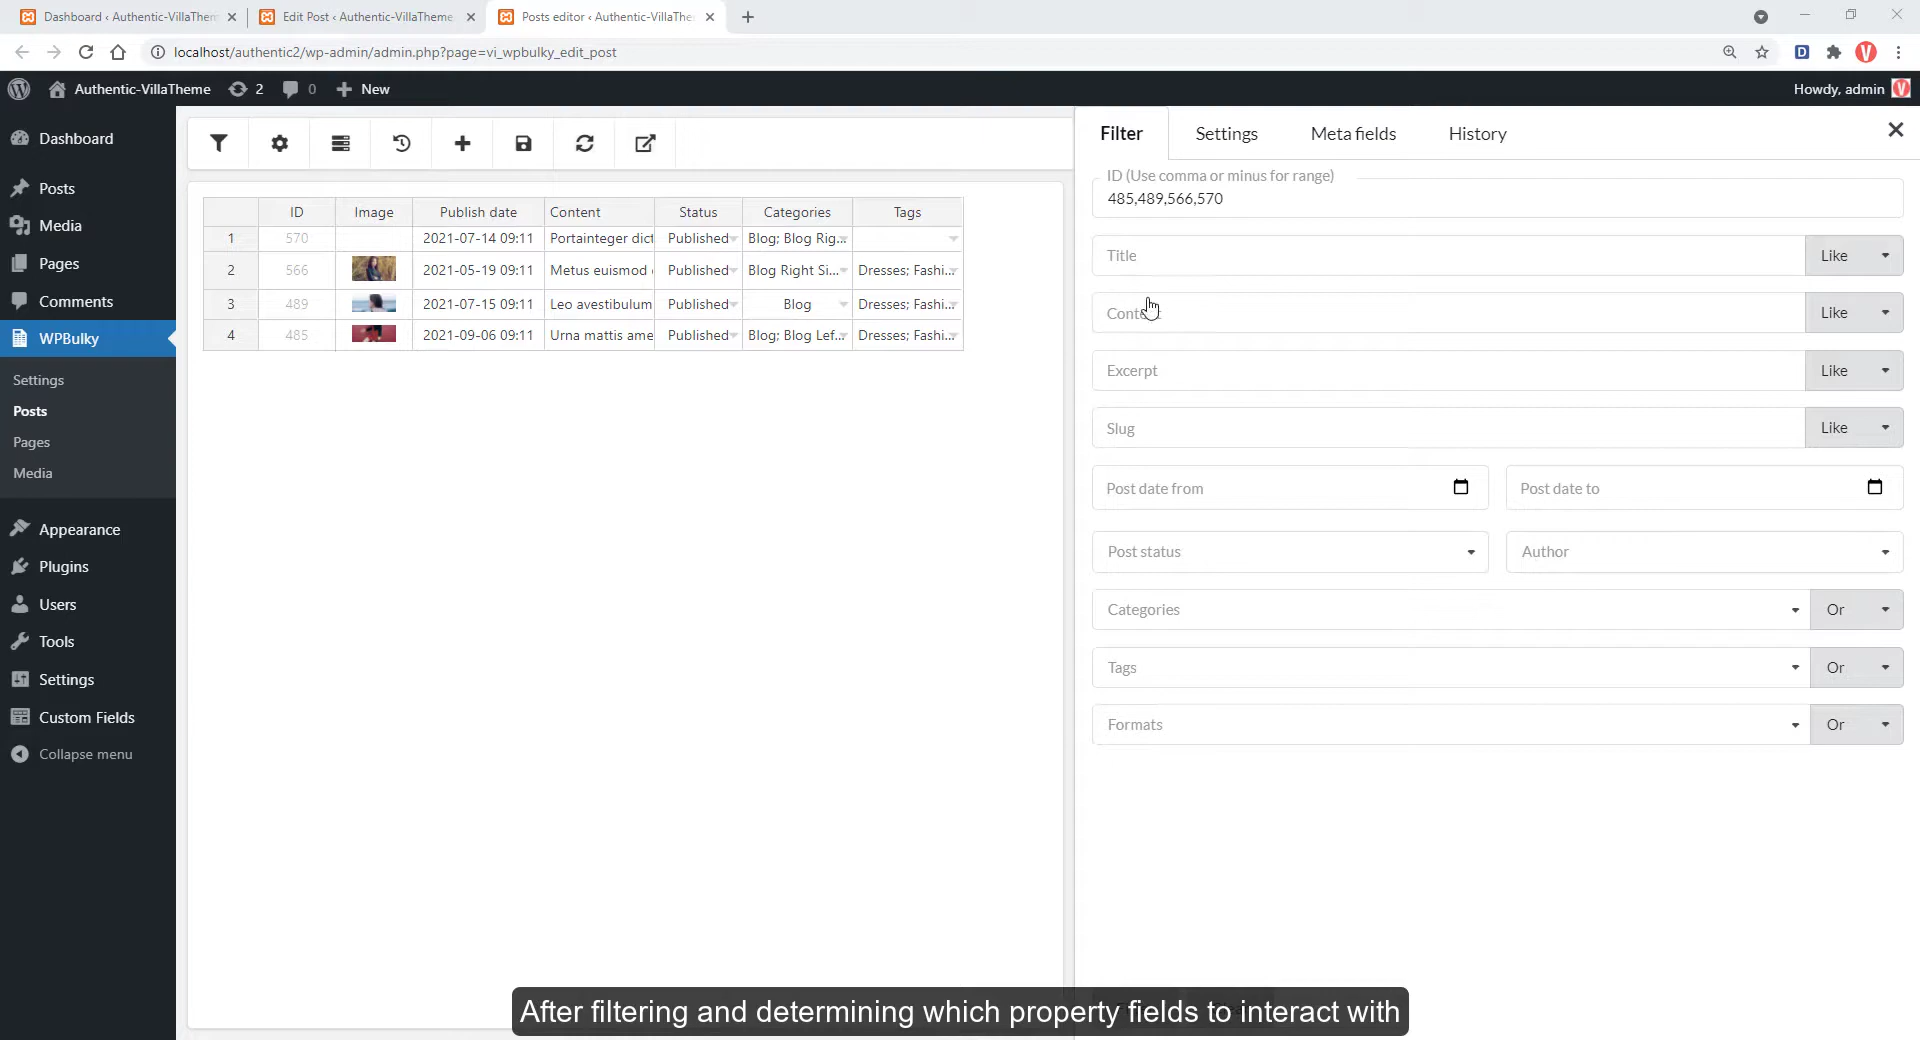 Dashboard ‹ Authentic-VillaThem
Edit Post ‹ Authentic-VillaTheme
Posts editor ‹ Authentic-VillaThe
localhost/authentic2/wp-admin/admin.php?page=vi_wpbulky_edit_post
Authentic-VillaTheme 2 0 New
Howdy, admin
Dashboard
Posts
Media
Pages
Comments
WPBulky
Settings
Posts
Pages
Media
Appearance
Plugins
Users
Tools
Settings
Custom Fields
Collapse menu
ID Image Publish date Content Status Categories Tags
1 570 2021-07-14 09:11 Portainteger dict Published Blog; Blog Rig...
2 566 2021-05-19 09:11 Metus euismod Published Blog Right Si... Dresses; Fashi...
3 489 2021-07-15 09:11 Leo avestibulum Published Blog Dresses; Fashi...
4 485 2021-09-06 09:11 Urna mattis ame Published Blog; Blog Lef... Dresses; Fashi...
Filter Settings Meta fields History
ID (Use comma or minus for range)
485,489,566,570
Title Like
Content Like
Excerpt Like
Slug Like
Post date from Post date to
Post status Author
Categories Or
Tags Or
Formats Or
After filtering and determining which property fields to interact with